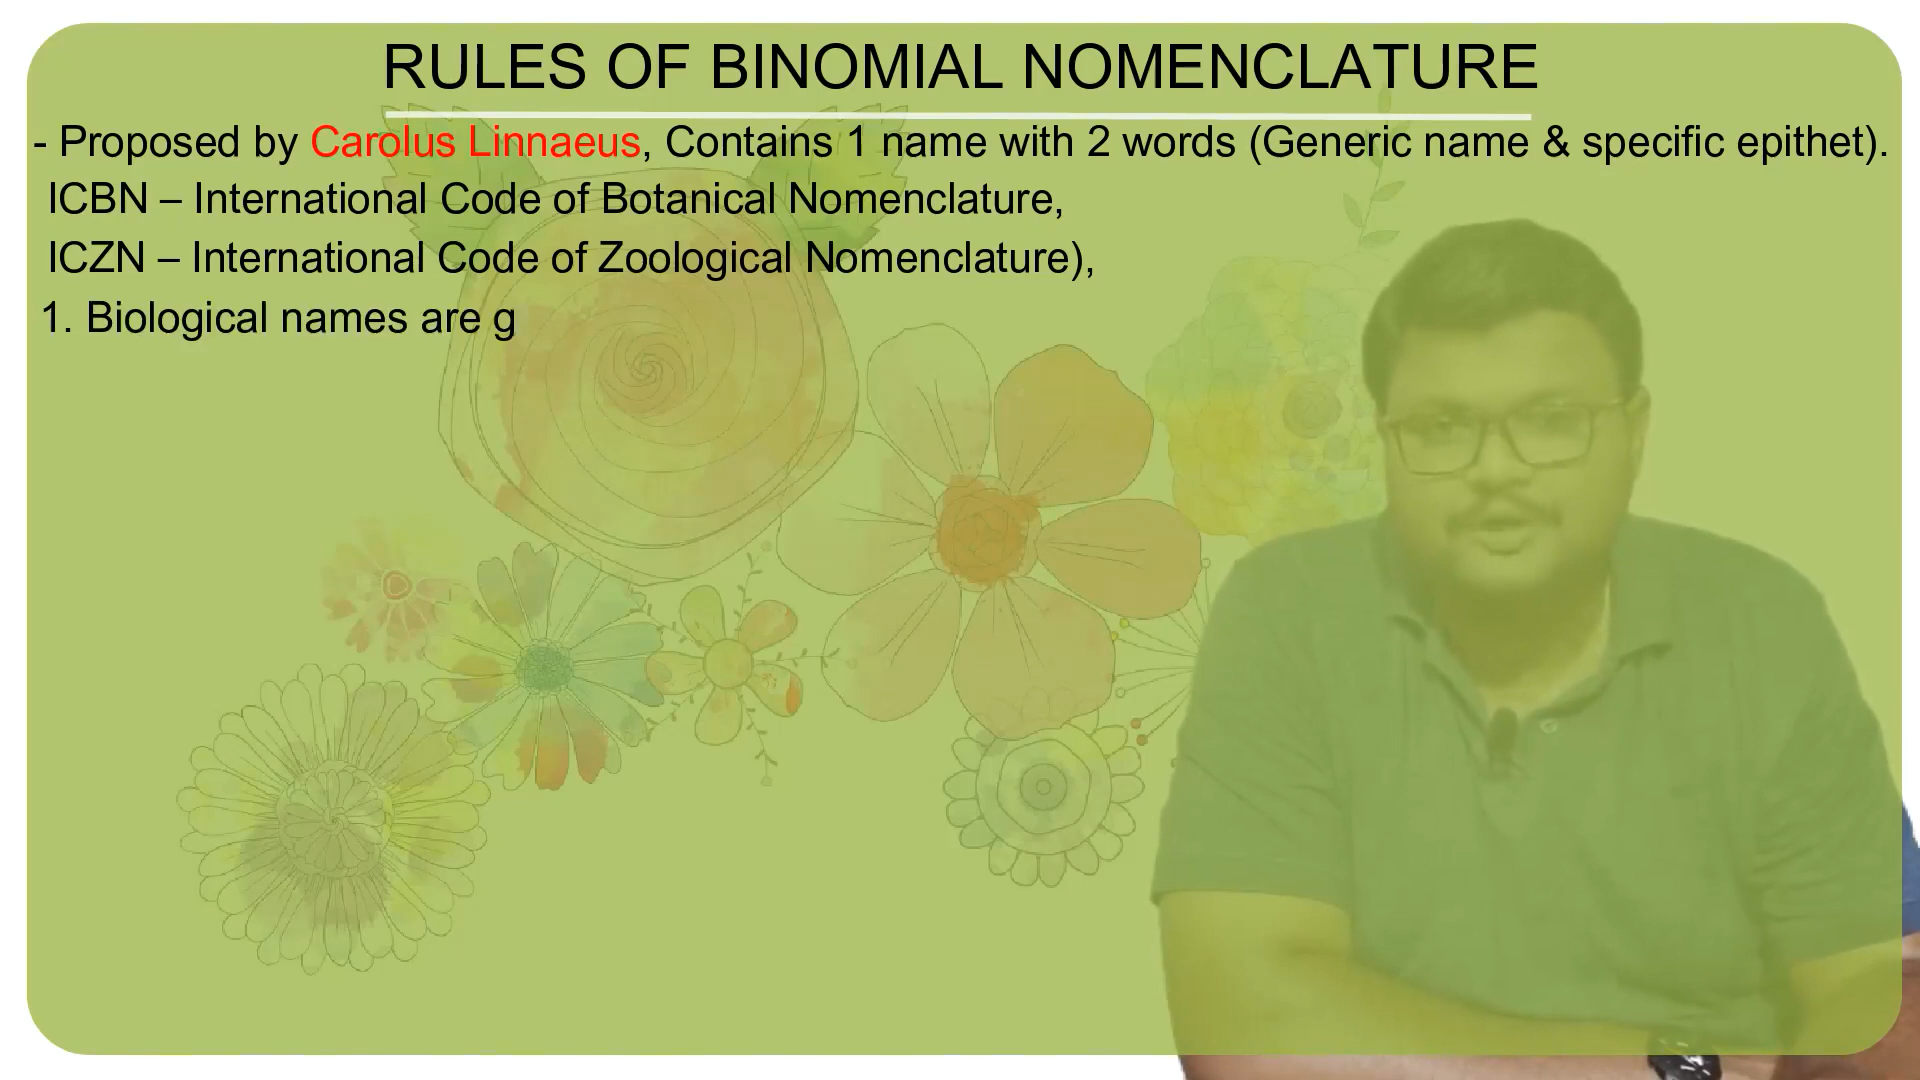 RULES OF BINOMIAL NOMENCLATURE
- Proposed by Carolus Linnaeus, Contains 1 name with 2 words (Generic name & specific epithet).
ICBN – International Code of Botanical Nomenclature,
ICZN – International Code of Zoological Nomenclature),
1. Biological names are g